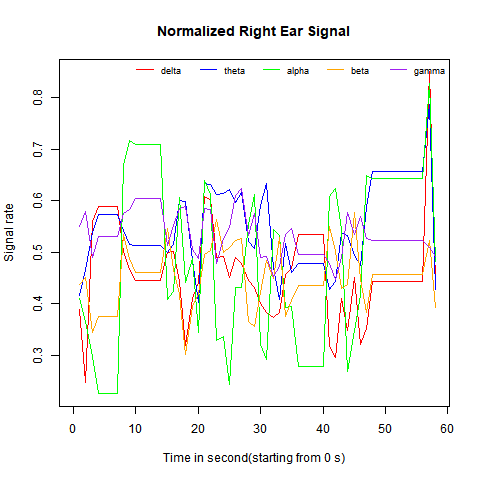 Normalized Right Ear Signal
delta theta alpha beta gamma
Signal rate
0.8
0.7
0.6
0.5
0.4
0.3
0 10 20 30 40 50 60
Time in second(starting from 0 s)